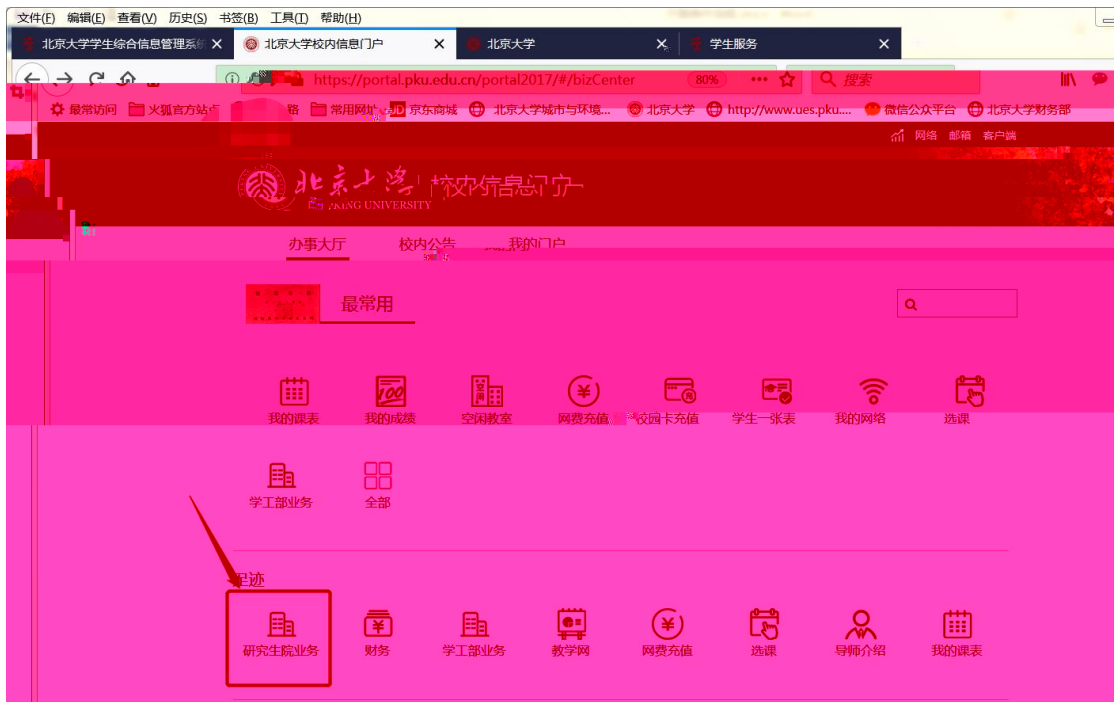 文件(F) 编辑(E) 查看(V) 历史(S) 书签(B) 工具(T) 帮助(H)
北京大学学生综合信息管理系统 北京大学校内信息门户 北京大学 学生服务
https://portal.pku.edu.cn/portal2017/#/bizCenter 80% 搜索
最常访问 火狐官方站点 路 常用网址 JD 京东商城 北京大学城市与环境... 北京大学 http://www.ues.pku.... 微信公众平台 北京大学财务部
网络 邮箱 客户端
北京大学 校内信息门户
KING UNIVERSITY
办事大厅 校内公告 我的门户
最常用
我的课表 我的成绩 空闲教室 网费充值 校园卡充值 学生一张表 我的网络 选课
学工部业务 全部
足迹
研究生院业务 财务 学工部业务 教学网 网费充值 选课 导师介绍 我的课表